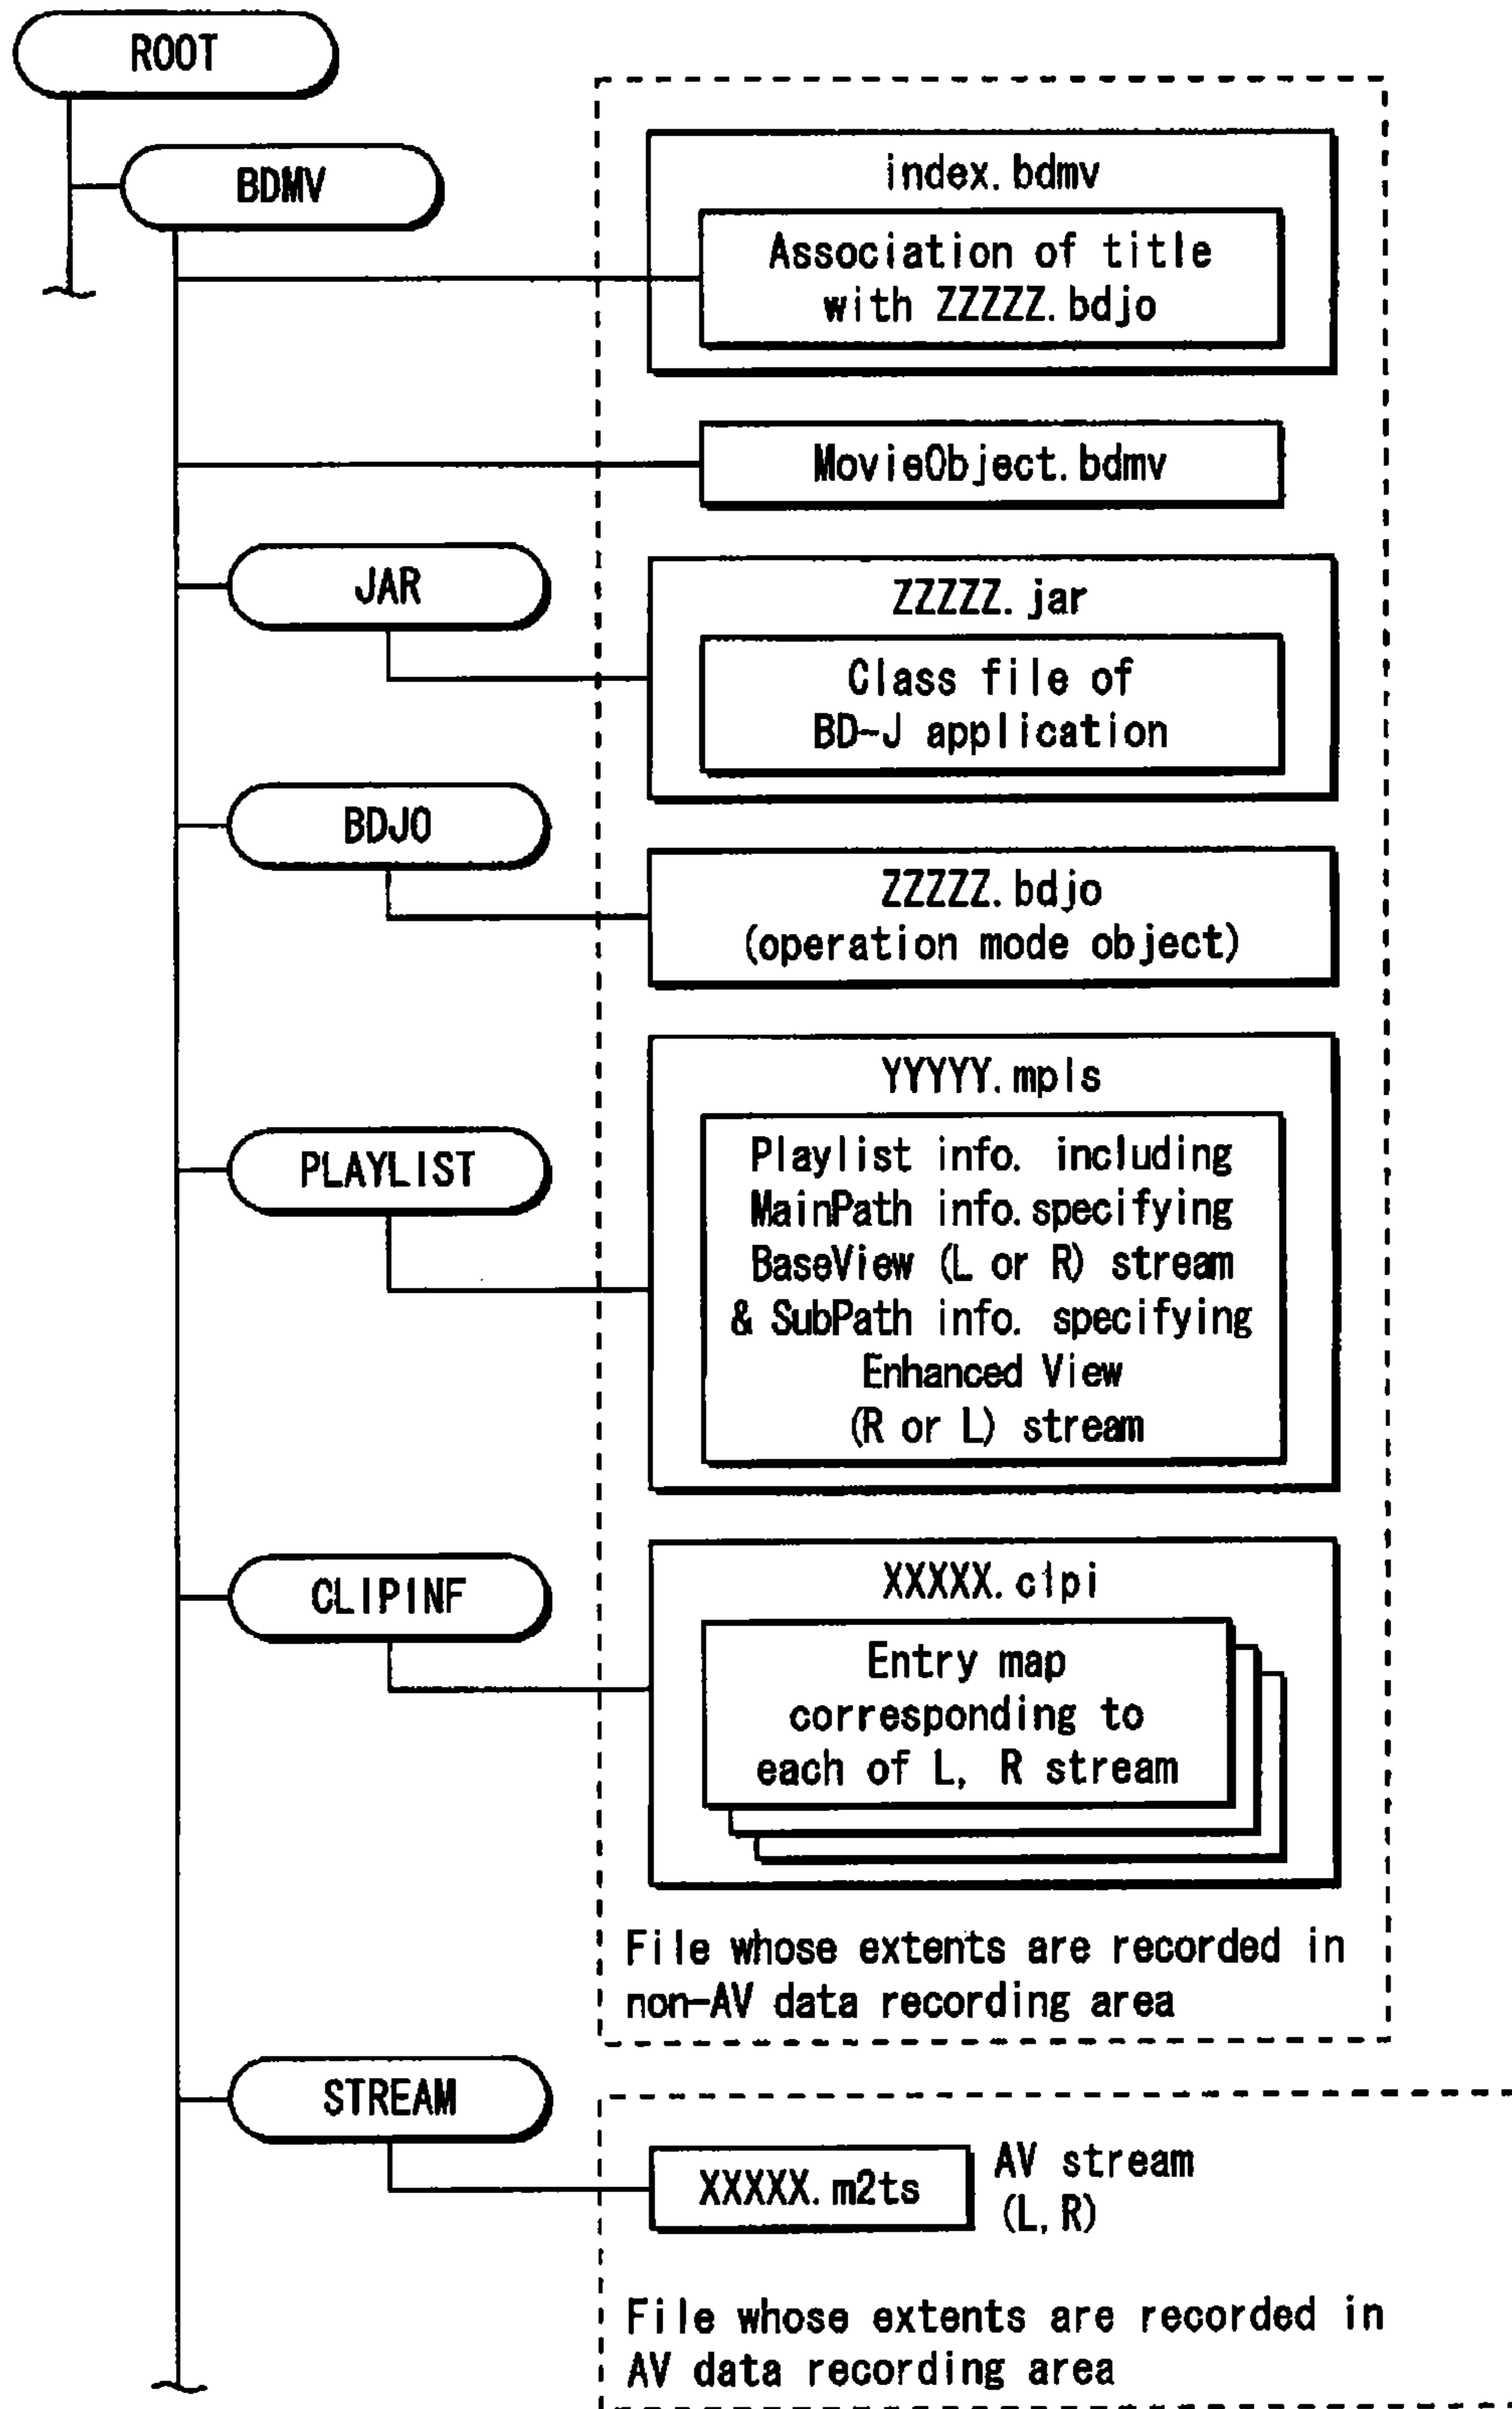 ROOT
BDMV
index.bdmv
Association of title
with ZZZZZ.bdjo
MovieObject.bdmv
JAR
ZZZZZ.jar
Class file of
BD-J application
BDJO
ZZZZZ.bdjo
(operation mode object)
PLAYLIST
YYYYY.mpls
Playlist info. including
MainPath info.specifying
BaseView (L or R) stream
& SubPath info. specifying
Enhanced View
(R or L) stream
CLIPINF
XXXXX.clpi
Entry map
corresponding to
each of L, R stream
File whose extents are recorded in
non-AV data recording area
STREAM
XXXXX.m2ts
AV stream
(L,R)
File whose extents are recorded in
AV data recording area